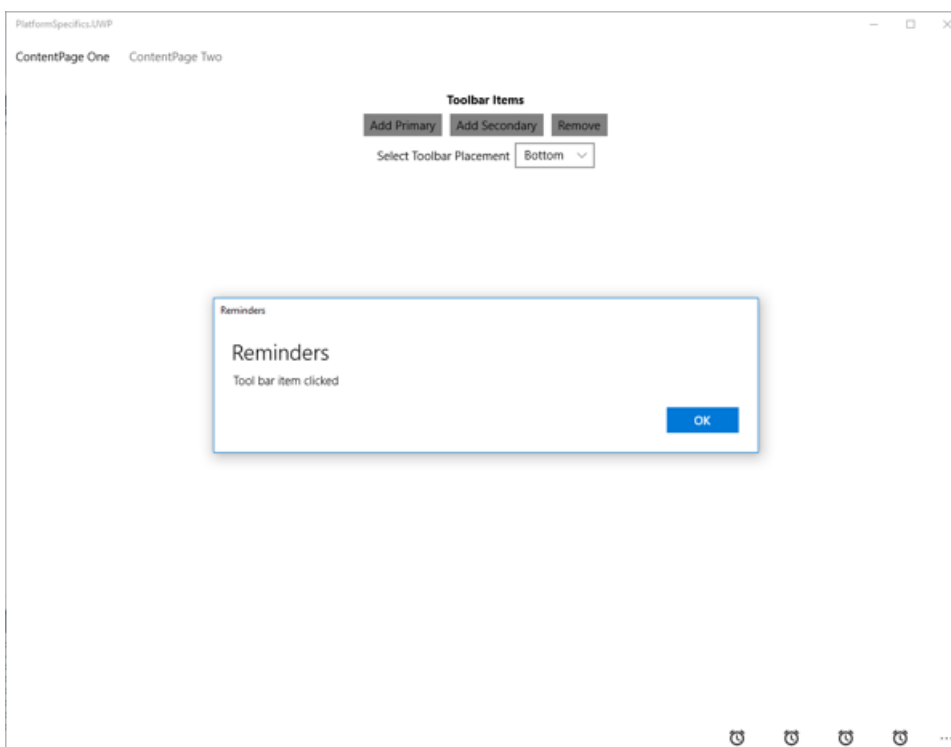 PlatformSpecifics.UWP
ContentPage One ContentPage Two
Toolbar Items
Add Primary Add Secondary Remove
Select Toolbar Placement Bottom
Reminders
Reminders
Tool bar item clicked
OK